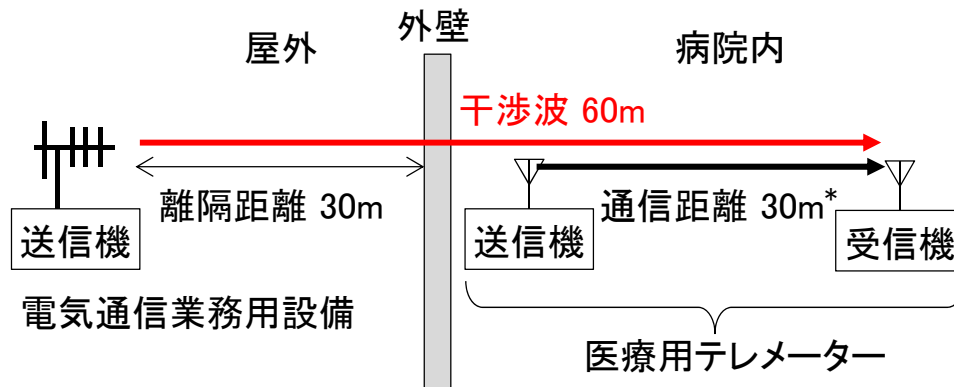 屋外
外壁
病院内
干渉波 60m
離隔距離 30m
通信距離 30m*
送信機
送信機
受信機
電気通信業務用設備
医療用テレメーター